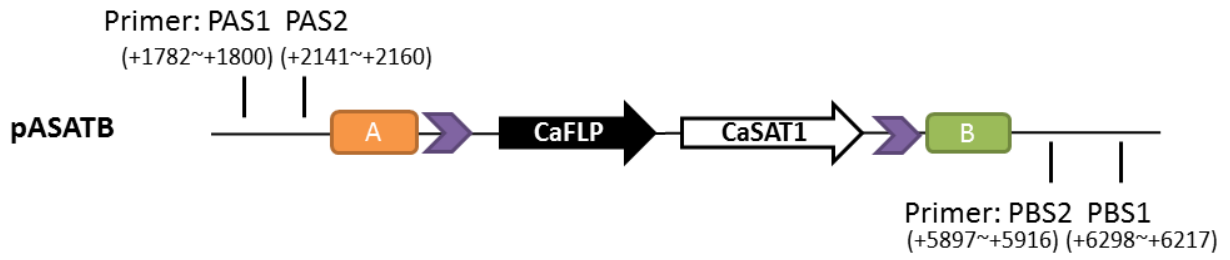 Primer: PAS1 PAS2
(+1782~+1800) (+2141~+2160)
pASATB
A
CaFLP
CaSAT1
B
Primer: PBS2 PBS1
(+5897~+5916) (+6298~+6217)